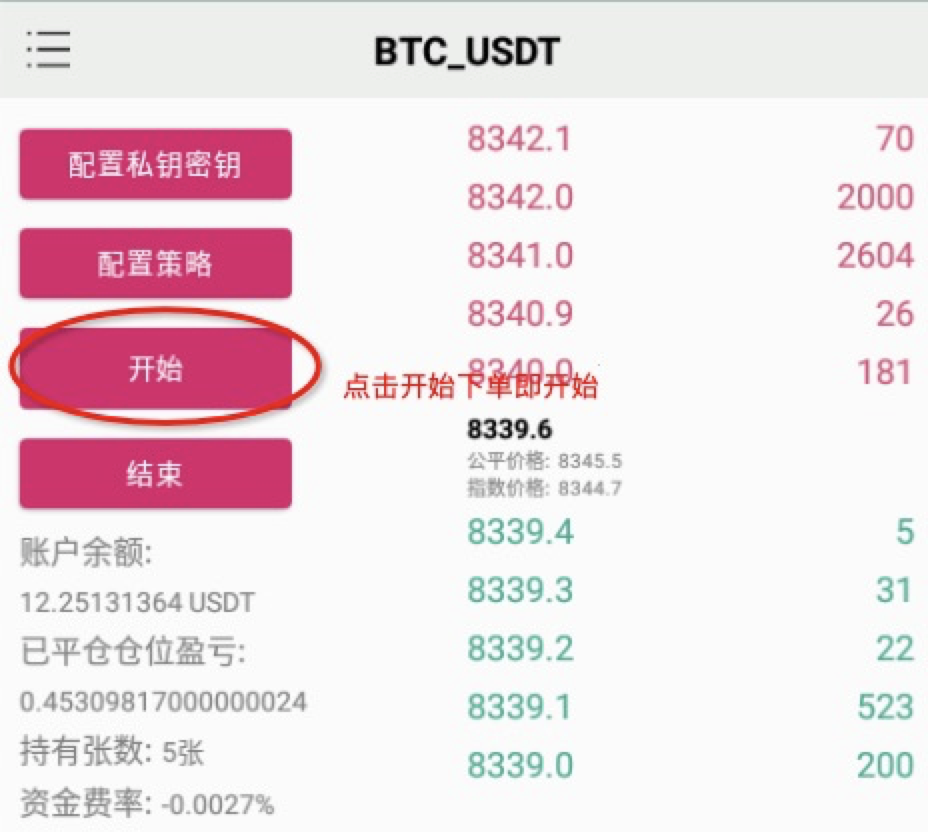 BTC_USDT
配置私钥密钥
配置策略
开始
结束
账户余额:
12.25131364 USDT
已平仓仓位盈亏:
0.45309817000000024
持有张数: 5张
资金费率: -0.0027%
8342.1 70
8342.0 2000
8341.0 2604
8340.9 26
8340.0 181
点击开始下单即开始
8339.6
公平价格: 8345.5
指数价格: 8344.7
8339.4 5
8339.3 31
8339.2 22
8339.1 523
8339.0 200